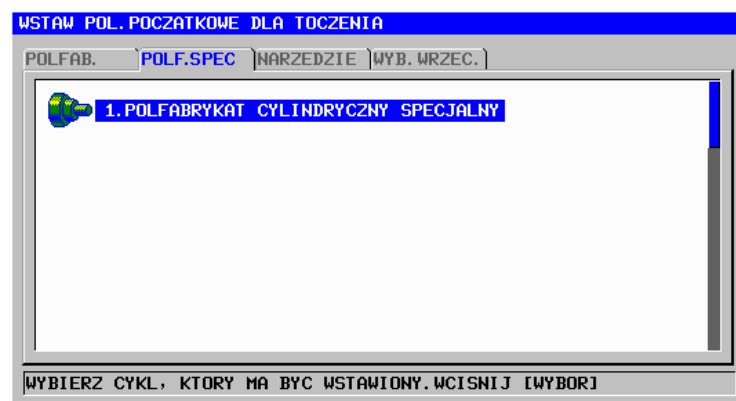 WSTAW POL.POCZATKOWE DLA TOCZENIA
POLFAB. POLF.SPEC NARZEDZIE WYB.WRZEC.
1.POLFABRYKAT CYLINDRYCZNY SPECJALNY
WYBIERZ CYKL, KTORY MA BYC WSTAWIONY.WCISNIJ [WYBOR]